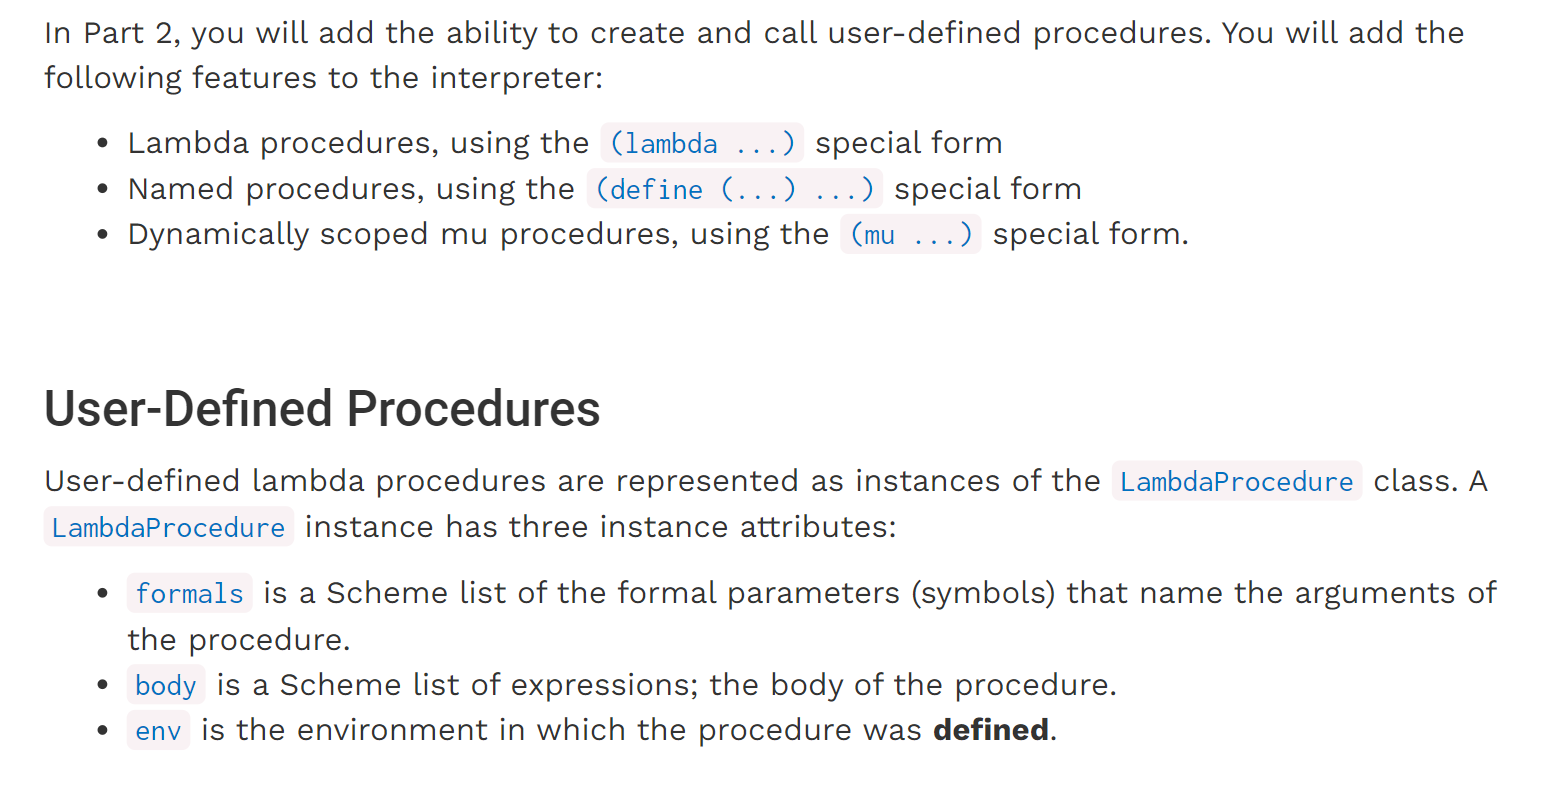 In Part 2, you will add the ability to create and call user-defined procedures. You will add the
following features to the interpreter:
• Lambda procedures, using the (lambda ...) special form
• Named procedures, using the (define (...) ...) special form
• Dynamically scoped mu procedures, using the (mu ...) special form.
User-Defined Procedures
User-defined lambda procedures are represented as instances of the LambdaProcedure class. A
LambdaProcedure instance has three instance attributes:
• formals is a Scheme list of the formal parameters (symbols) that name the arguments of
the procedure.
• body is a Scheme list of expressions; the body of the procedure.
• env is the environment in which the procedure was defined.